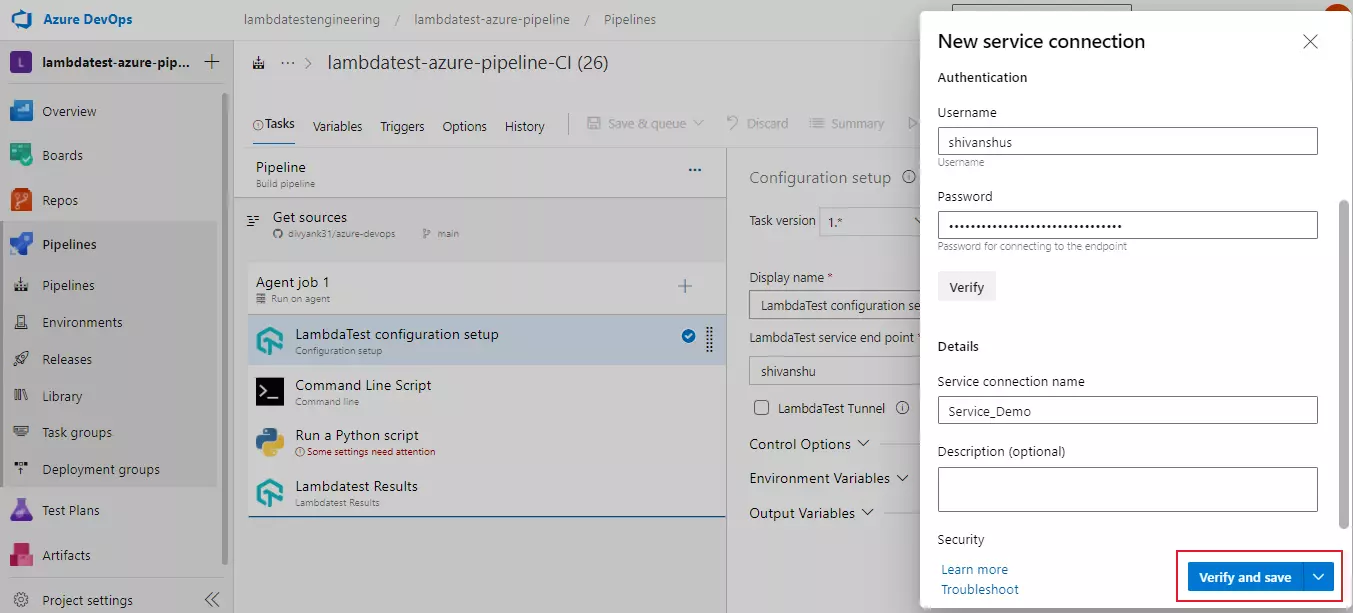 Azure DevOps
lambdatestengineering / lambdatest-azure-pipeline / Pipelines
L lambdatest-azure-pip... +
Overview
Boards
Repos
Pipelines
Pipelines
Environments
Releases
Library
Task groups
Deployment groups
Test Plans
Artifacts
Project settings
··· > lambdatest-azure-pipeline-CI (26)
Tasks Variables Triggers Options History Save & queue Discard Summary
Pipeline
Build pipeline
···
Get sources
divyank31/azure-devops main
Agent job 1
Run on agent
LambdaTest configuration setup
Configuration setup
Command Line Script
Command line
Run a Python script
Some settings need attention
Lambdatest Results
Lambdatest Results
Configuration setup
Task version 1.*
Display name *
LambdaTest configuration se
LambdaTest service end point *
shivanshu
LambdaTest Tunnel
Control Options
Environment Variables
Output Variables
New service connection
Authentication
Username
shivanshus
Username
Password
••••••••••••••••••••••••••••••••
Password for connecting to the endpoint
Verify
Details
Service connection name
Service_Demo
Description (optional)
Security
Learn more
Troubleshoot
Verify and save